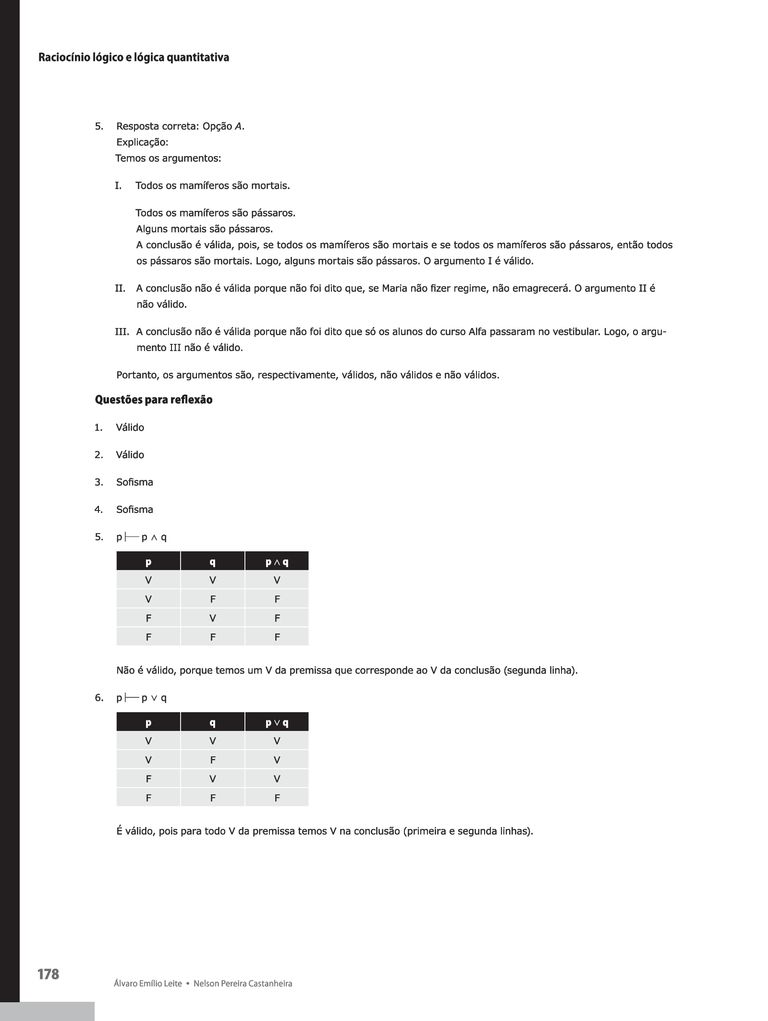 Raciocínio lógico e lógica quantitativa
5. Resposta correta: Opção A.
Explicação:
Temos os argumentos:
I. Todos os mamíferos são mortais.
Todos os mamíferos são pássaros.
Alguns mortais são pássaros.
A conclusão é válida, pois, se todos os mamíferos são mortais e se todos os mamíferos são pássaros, então todos
os pássaros são mortais. Logo, alguns mortais são pássaros. O argumento I é válido.
II. A conclusão não é válida porque não foi dito que, se Maria não fizer regime, não emagrecerá. O argumento II é
não válido.
III. A conclusão não é válida porque não foi dito que só os alunos do curso Alfa passaram no vestibular. Logo, o argu-
mento III não é válido.
Portanto, os argumentos são, respectivamente, válidos, não válidos e não válidos.
Questões para reflexão
1. Válido
2. Válido
3. Sofisma
4. Sofisma
5. p ├─ p ∧ q
p q p ∧ q
V V V
V F F
F V F
F F F
Não é válido, porque temos um V da premissa que corresponde ao V da conclusão (segunda linha).
6. p ├─ p ∨ q
p q p ∨ q
V V V
V F V
F V V
F F F
É válido, pois para todo V da premissa temos V na conclusão (primeira e segunda linhas).
178
Álvaro Emílio Leite • Nelson Pereira Castanheira